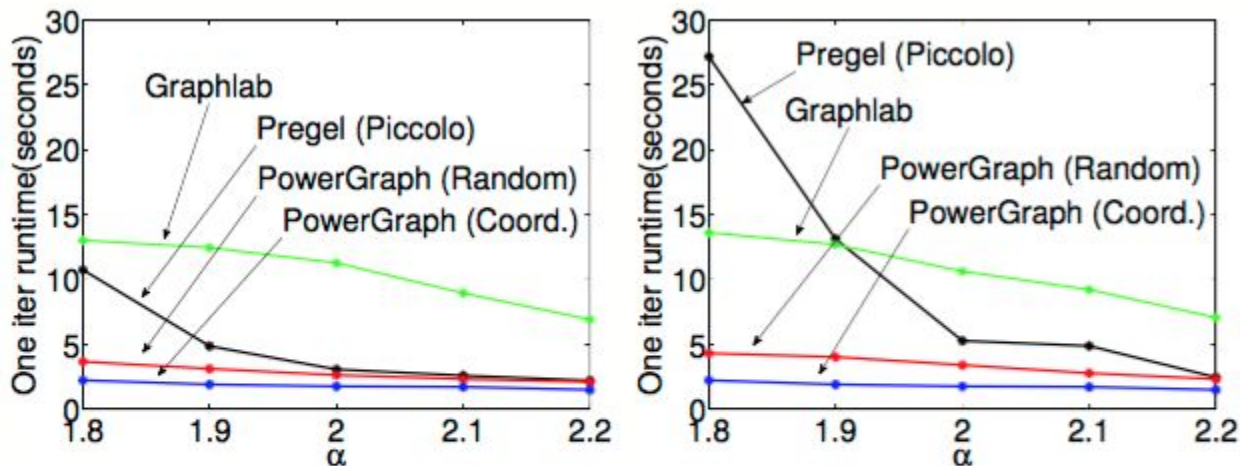 One iter runtime(seconds)
30
25
20
15
10
5
0
Graphlab
Pregel (Piccolo)
PowerGraph (Random)
PowerGraph (Coord.)
1.8 1.9 2 2.1 2.2
α
One iter runtime(seconds)
30
25
20
15
10
5
0
Pregel (Piccolo)
Graphlab
PowerGraph (Random)
PowerGraph (Coord.)
1.8 1.9 2 2.1 2.2
α